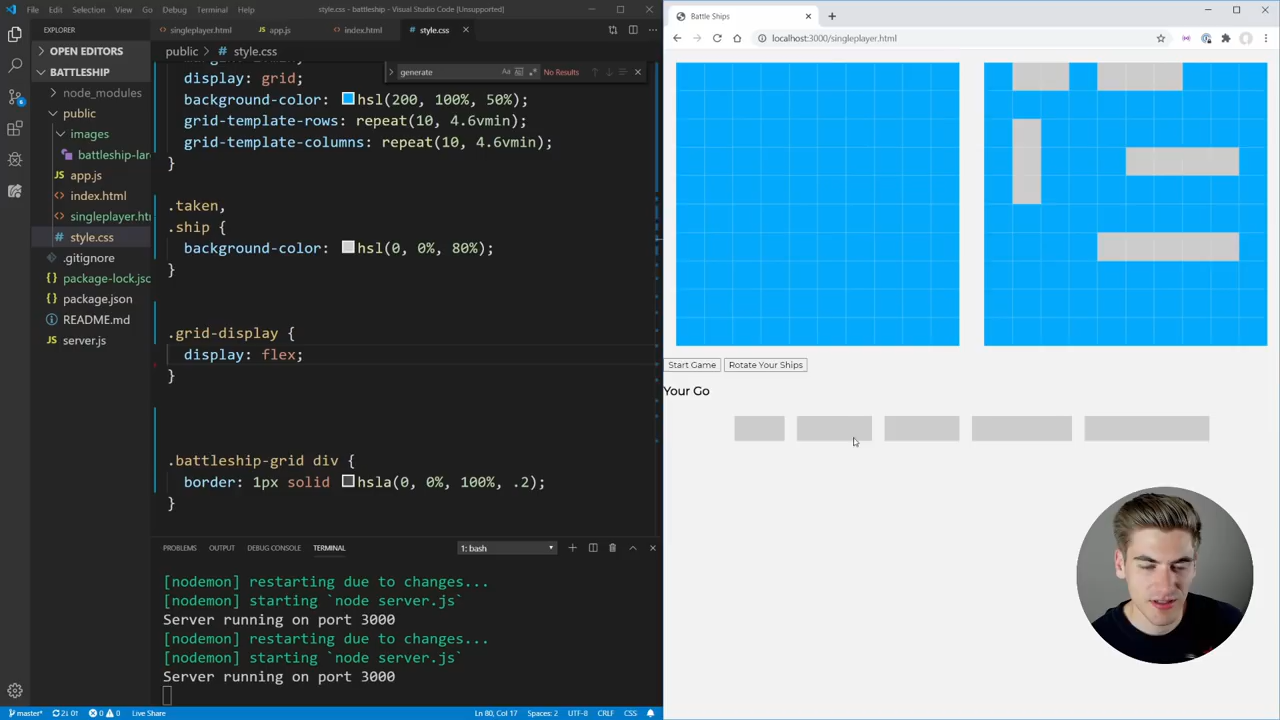 File Edit Selection View Go Debug Terminal Help style.css - battleship - Visual Studio Code [Unsupported]
EXPLORER
OPEN EDITORS
BATTLESHIP
node_modules
public
images
battleship-lar
app.js
index.html
singleplayer.htm
style.css
.gitignore
package-lock.jsc
package.json
README.md
server.js
singleplayer.html app.js index.html style.css
public > style.css
generate
Aa
No Results
display: grid;
background-color: hsl(200, 100%, 50%);
grid-template-rows: repeat(10, 4.6vmin);
grid-template-columns: repeat(10, 4.6vmin);
}
.taken,
.ship {
background-color: hsl(0, 0%, 80%);
}
.grid-display {
display: flex;
}
.battleship-grid div {
border: 1px solid hsla(0, 0%, 100%, .2);
}
PROBLEMS OUTPUT DEBUG CONSOLE TERMINAL 1: bash
[nodemon] restarting due to changes...
[nodemon] starting `node server.js`
Server running on port 3000
[nodemon] restarting due to changes...
[nodemon] starting `node server.js`
Server running on port 3000
master* 2↓ 0↑ 0 0 Live Share Ln 80, Col 17 Spaces: 2 UTF-8 CRLF CSS
Battle Ships
localhost:3000/singleplayer.html
Start Game Rotate Your Ships
Your Go